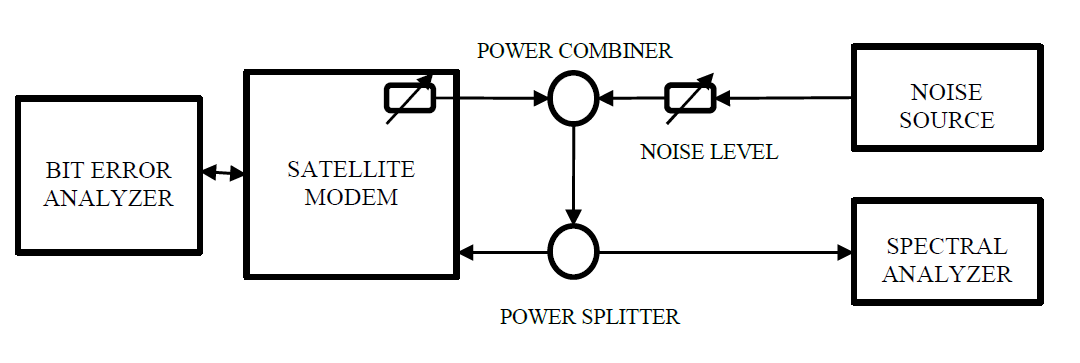 POWER COMBINER
NOISE
SOURCE
NOISE LEVEL
BIT ERROR
ANALYZER
SATELLITE
MODEM
SPECTRAL
ANALYZER
POWER SPLITTER